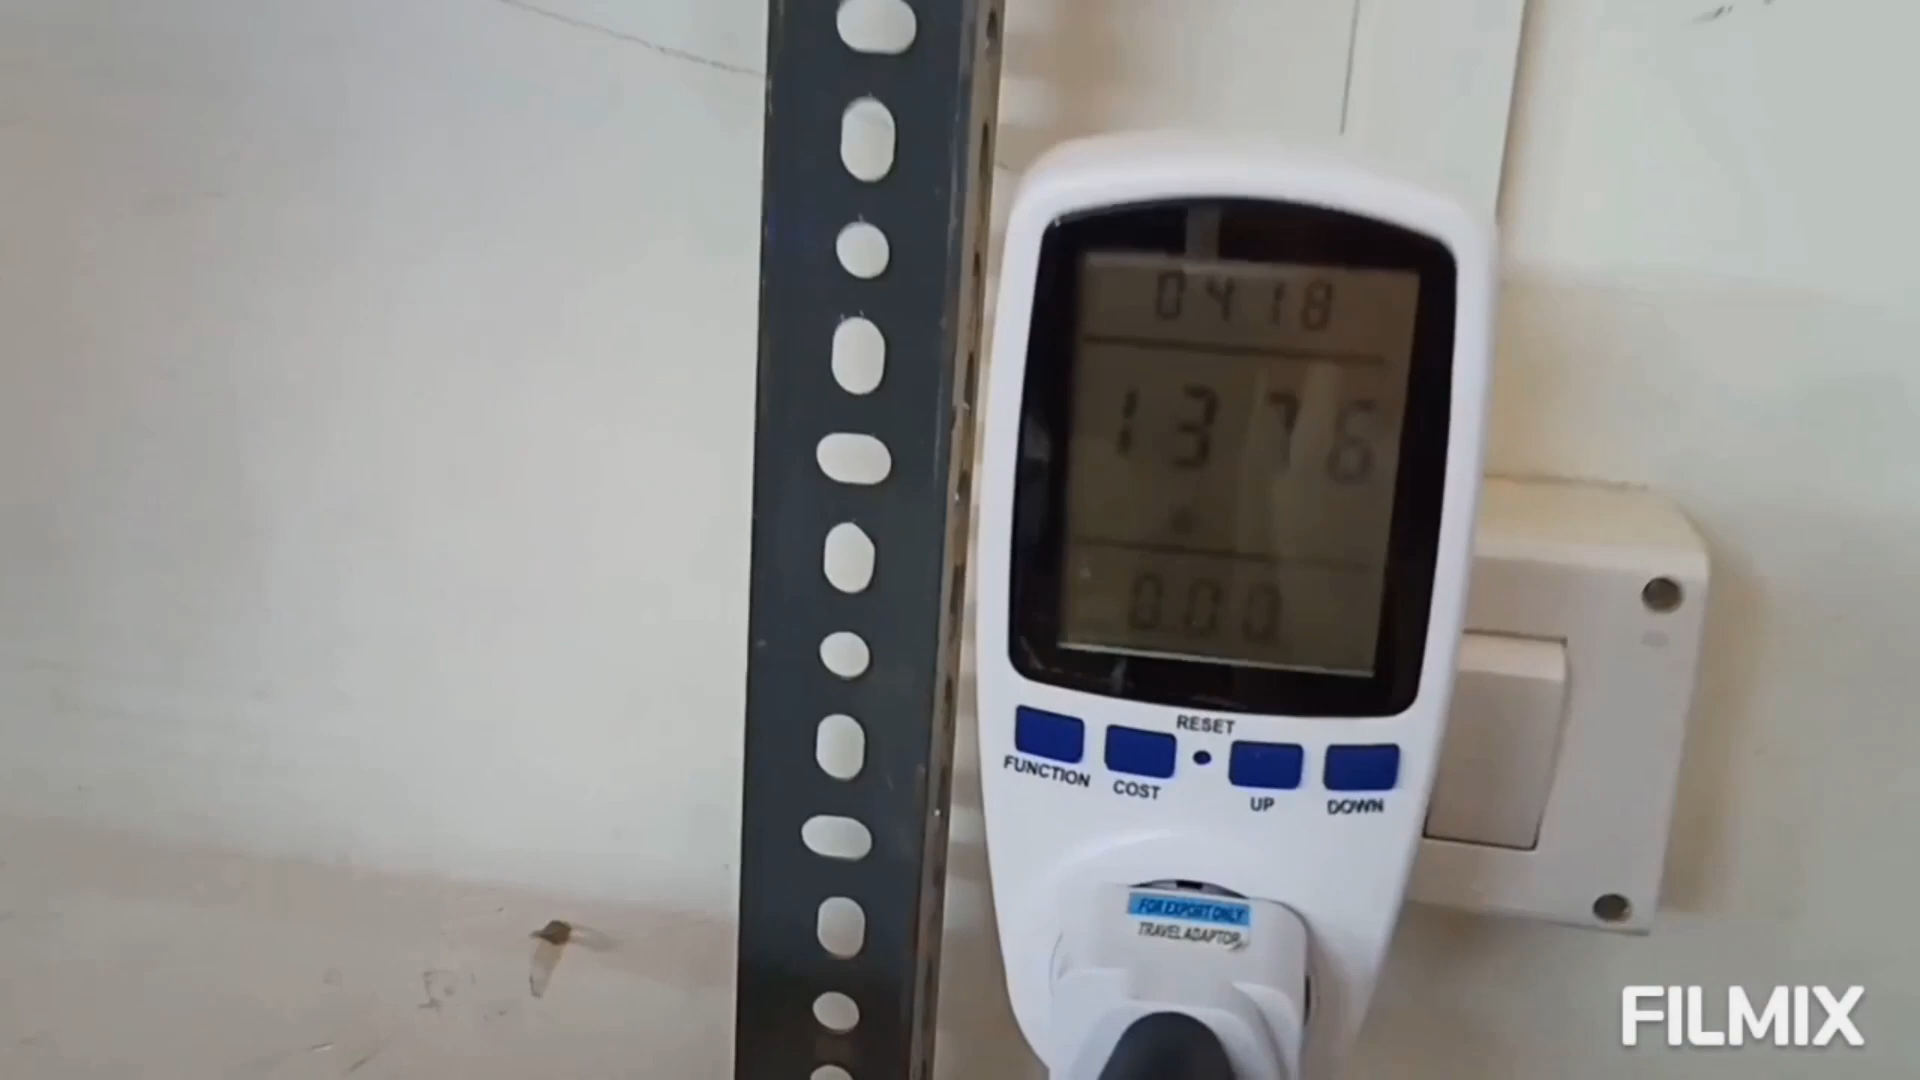 0418
1376
0.00
RESET
FUNCTION
COST
UP
DOWN
FOR EXPORT ONLY
TRAVEL ADAPTOR
FILMIX